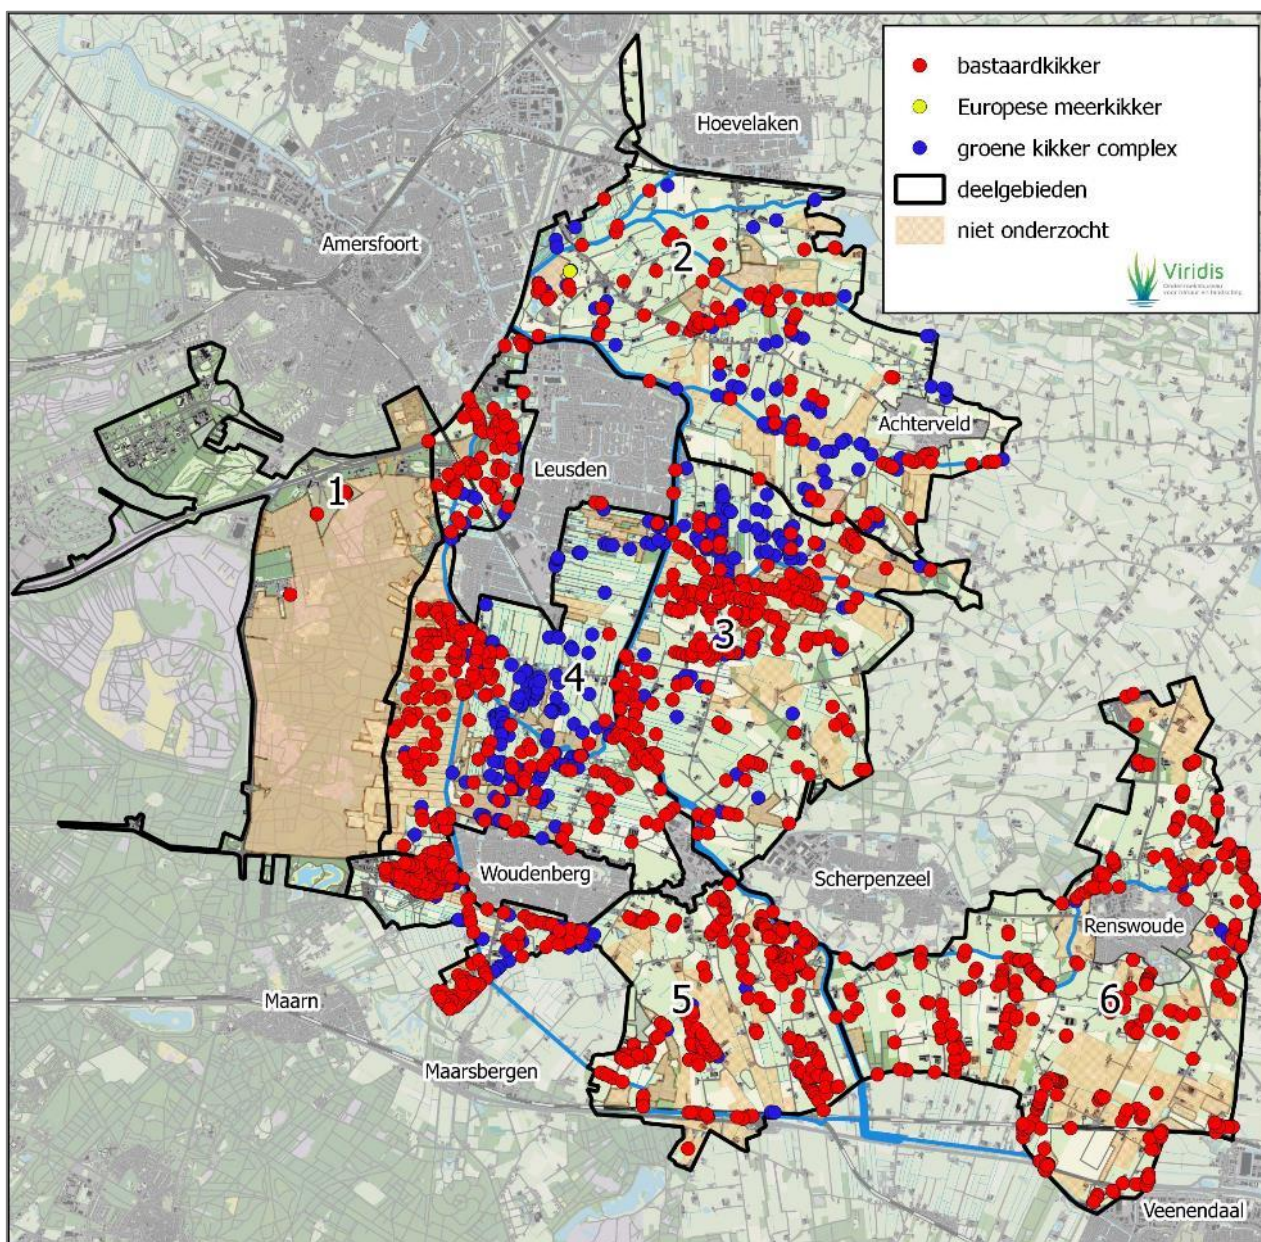 bastaardkikker
Europese meerkikker
groene kikker complex
deelgebieden
niet onderzocht
Viridis
Hoevelaken
Amersfoort
2
Achterveld
Leusden
1
3
4
Woudenberg
Scherpenzeel
Renswoude
Maarn
5
6
Maarsbergen
Veenendaal